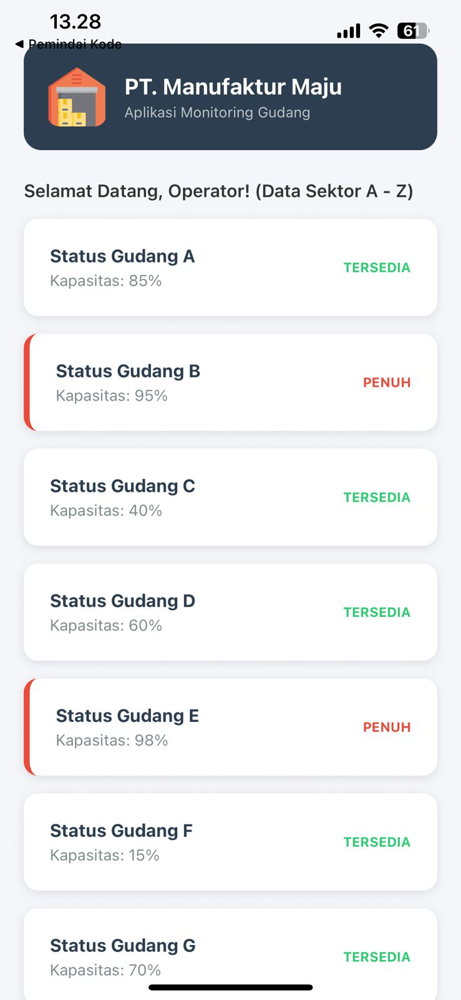 13.28
61
◀ Pemindai Kode
PT. Manufaktur Maju
Aplikasi Monitoring Gudang
Selamat Datang, Operator! (Data Sektor A - Z)
Status Gudang A
Kapasitas: 85%
TERSEDIA
Status Gudang B
Kapasitas: 95%
PENUH
Status Gudang C
Kapasitas: 40%
TERSEDIA
Status Gudang D
Kapasitas: 60%
TERSEDIA
Status Gudang E
Kapasitas: 98%
PENUH
Status Gudang F
Kapasitas: 15%
TERSEDIA
Status Gudang G
Kapasitas: 70%
TERSEDIA